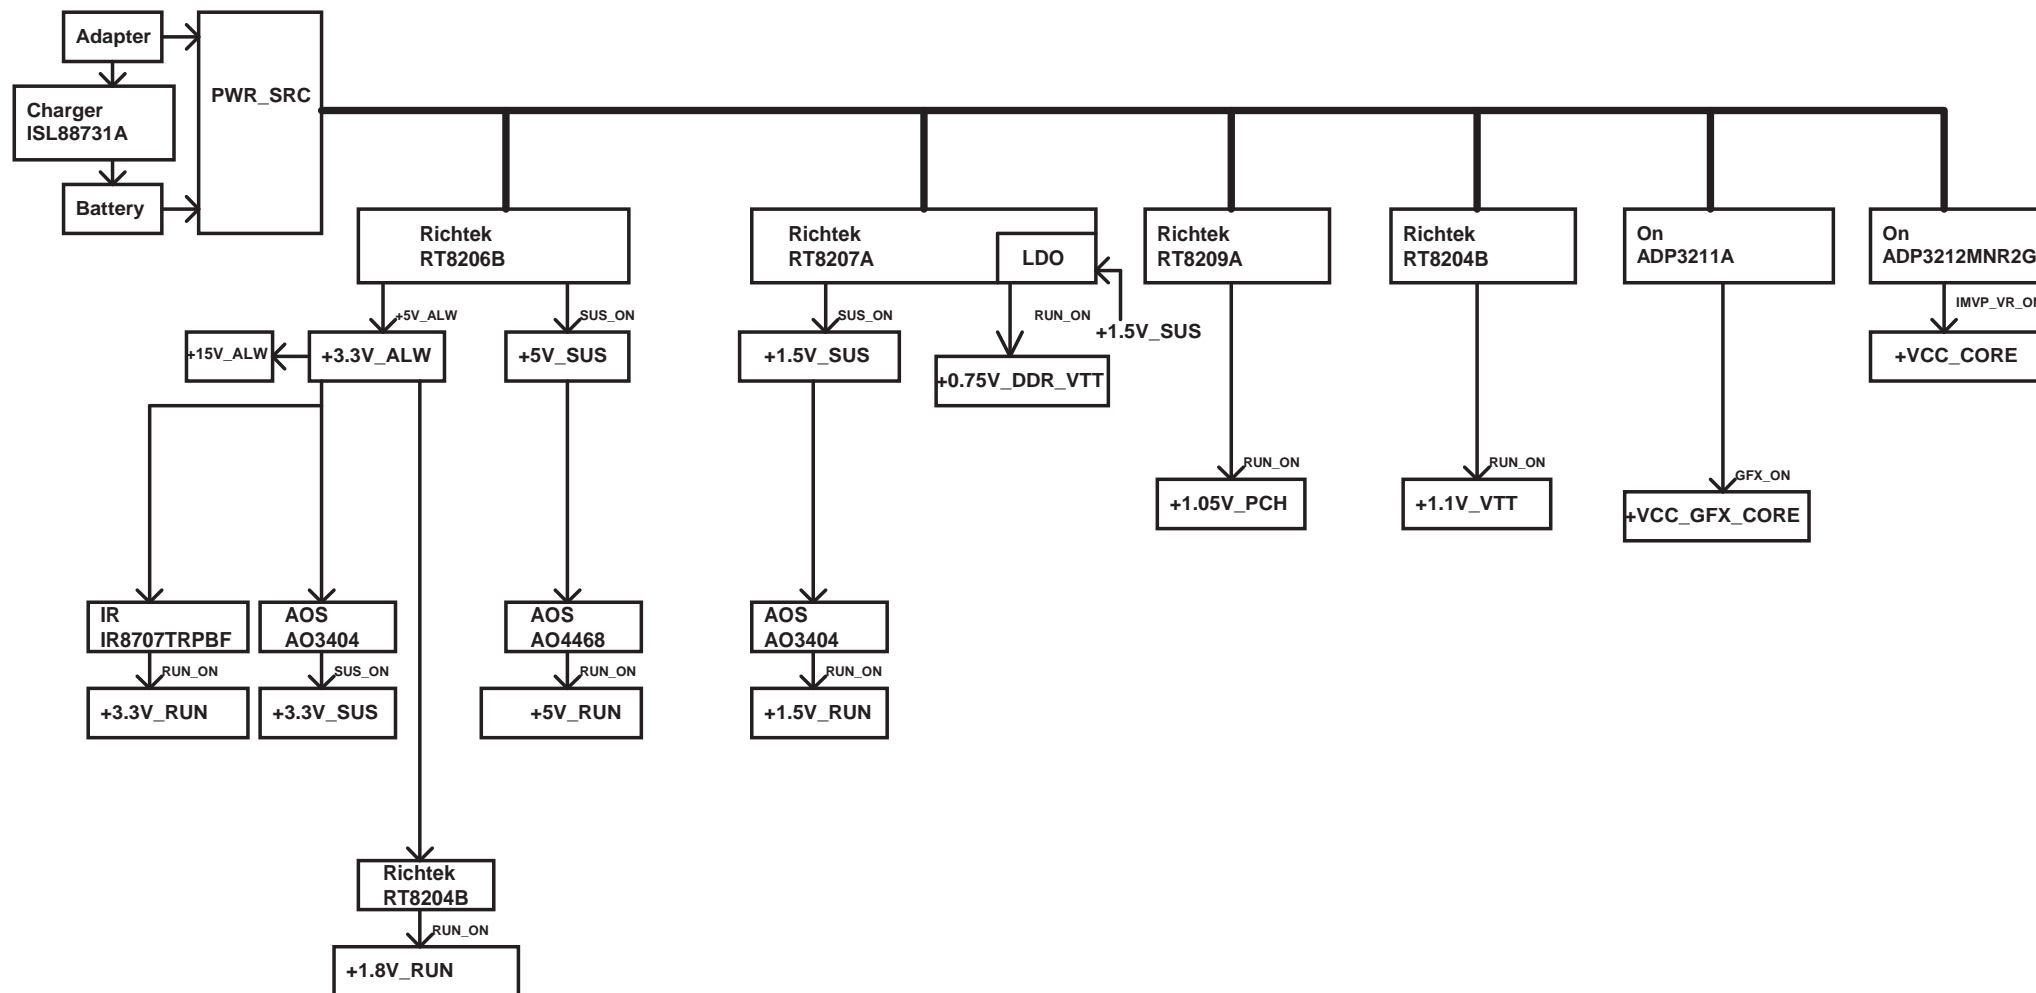 Adapter
PWR_SRC
Charger
ISL88731A
Battery
Richtek
RT8206B
Richtek
RT8207A
LDO
Richtek
RT8209A
Richtek
RT8204B
On
ADP3211A
On
ADP3212MNR2G
+5V_ALW
SUS_ON
SUS_ON
RUN_ON
+1.5V_SUS
IMVP_VR_ON
+15V_ALW
+3.3V_ALW
+5V_SUS
+1.5V_SUS
+0.75V_DDR_VTT
+VCC_CORE
RUN_ON
RUN_ON
GFX_ON
+1.05V_PCH
+1.1V_VTT
+VCC_GFX_CORE
IR
IR8707TRPBF
AOS
AO3404
AOS
AO4468
AOS
AO3404
RUN_ON
SUS_ON
RUN_ON
RUN_ON
+3.3V_RUN
+3.3V_SUS
+5V_RUN
+1.5V_RUN
Richtek
RT8204B
RUN_ON
+1.8V_RUN